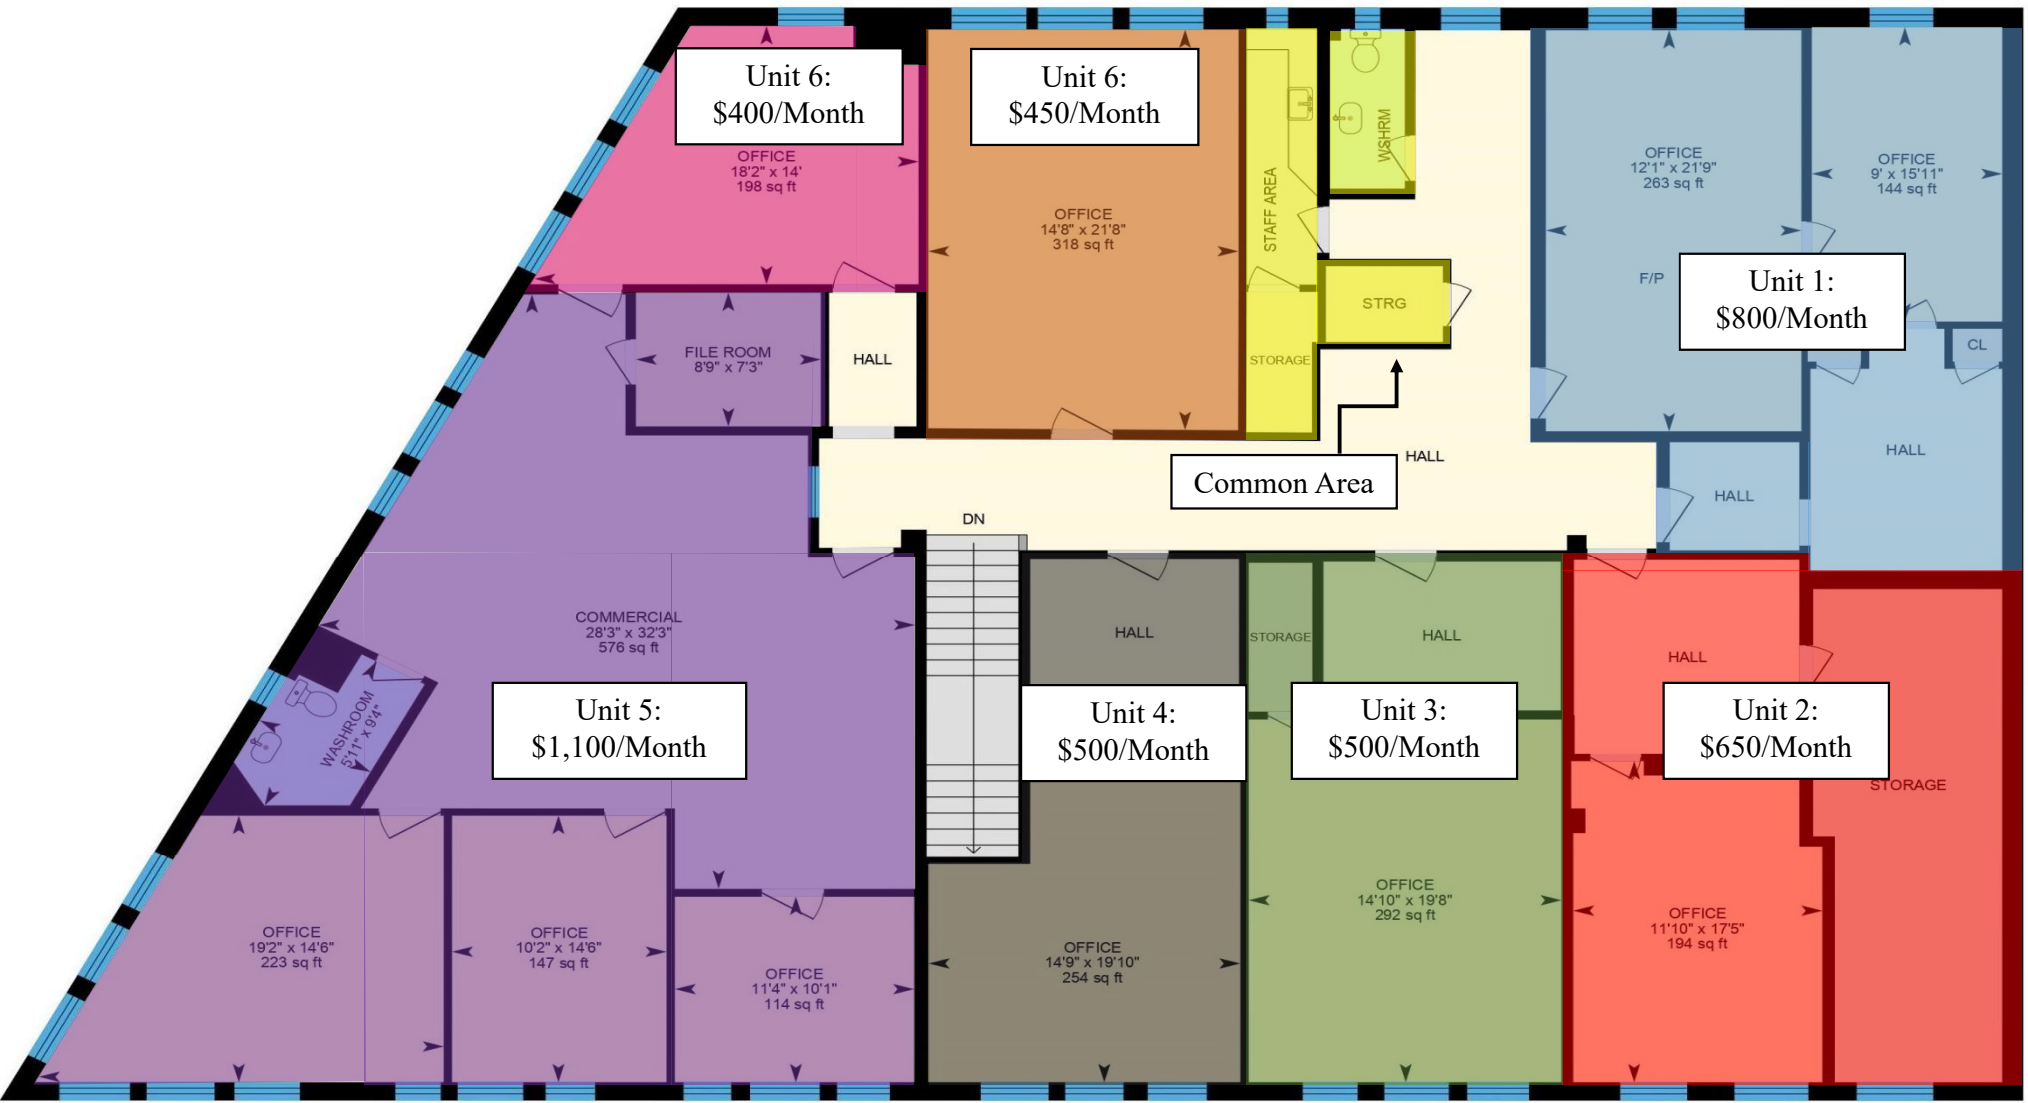 Unit 6:
$400/Month
OFFICE
18'2" x 14'
198 sq ft
Unit 6:
$450/Month
OFFICE
14'8" x 21'8"
318 sq ft
STAFF AREA
WSHRM
STRG
STORAGE
OFFICE
12'1" x 21'9"
263 sq ft
F/P
OFFICE
9' x 15'11"
144 sq ft
Unit 1:
$800/Month
CL
HALL
HALL
FILE ROOM
8'9" x 7'3"
HALL
HALL
Common Area
DN
COMMERCIAL
28'3" x 32'3"
576 sq ft
WASHROOM
5'11" x 9'4"
Unit 5:
$1,100/Month
OFFICE
19'2" x 14'6"
223 sq ft
OFFICE
10'2" x 14'6"
147 sq ft
OFFICE
11'4" x 10'1"
114 sq ft
HALL
Unit 4:
$500/Month
OFFICE
14'9" x 19'10"
254 sq ft
STORAGE
HALL
Unit 3:
$500/Month
OFFICE
14'10" x 19'8"
292 sq ft
HALL
Unit 2:
$650/Month
STORAGE
OFFICE
11'10" x 17'5"
194 sq ft